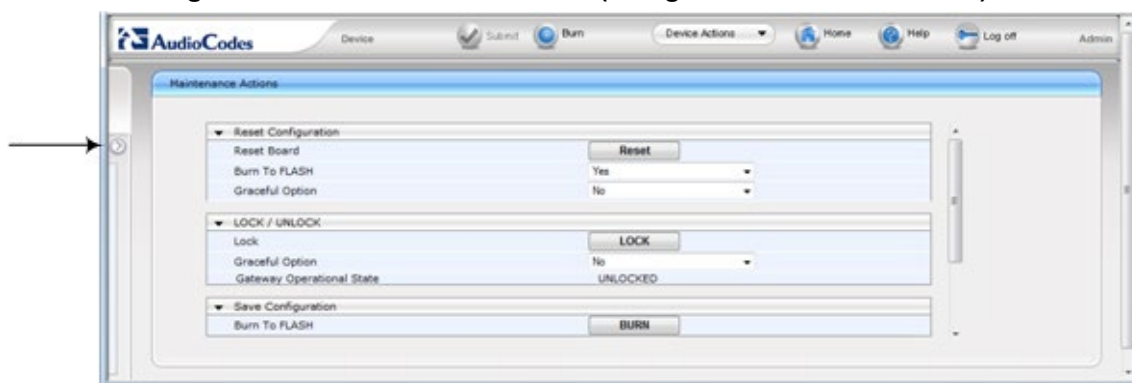 AudioCodes
Device
Submit
Burn
Device Actions
Home
Help
Log off
Admin
Maintenance Actions
Reset Configuration
Reset Board Reset
Burn To FLASH Yes
Graceful Option No
LOCK / UNLOCK
Lock LOCK
Graceful Option No
Gateway Operational State UNLOCKED
Save Configuration
Burn To FLASH BURN